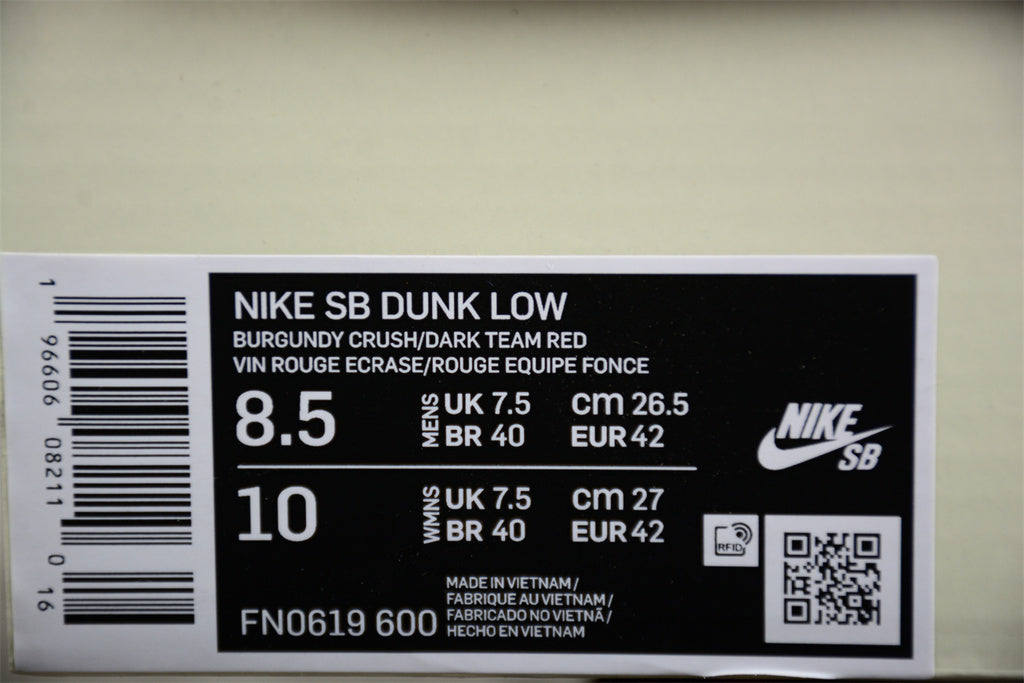 1 96606 08211 0 16
NIKE SB DUNK LOW
BURGUNDY CRUSH/DARK TEAM RED
VIN ROUGE ECRASE/ROUGE EQUIPE FONCE
8.5 MENS UK 7.5 cm 26.5
BR 40 EUR 42
10 WMNS UK 7.5 cm 27
BR 40 EUR 42
NIKE
SB
RFID
FN0619 600
MADE IN VIETNAM /
FABRIQUE AU VIETNAM /
FABRICADO NO VIETNÃ /
HECHO EN VIETNAM